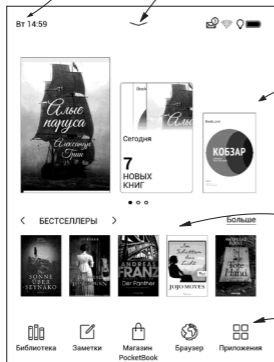 Вт 14:59
Алые
паруса
Александр
Грин
Сегодня
7
НОВЫХ
КНИГ
КОБЗАР
БЕСТСЕЛЛЕРЫ
Больше
ANDREAS
FRANZ
Der Panther
JOJO MOYES
Библиотека
Заметки
Магазин
PocketBook
Браузер
Приложения